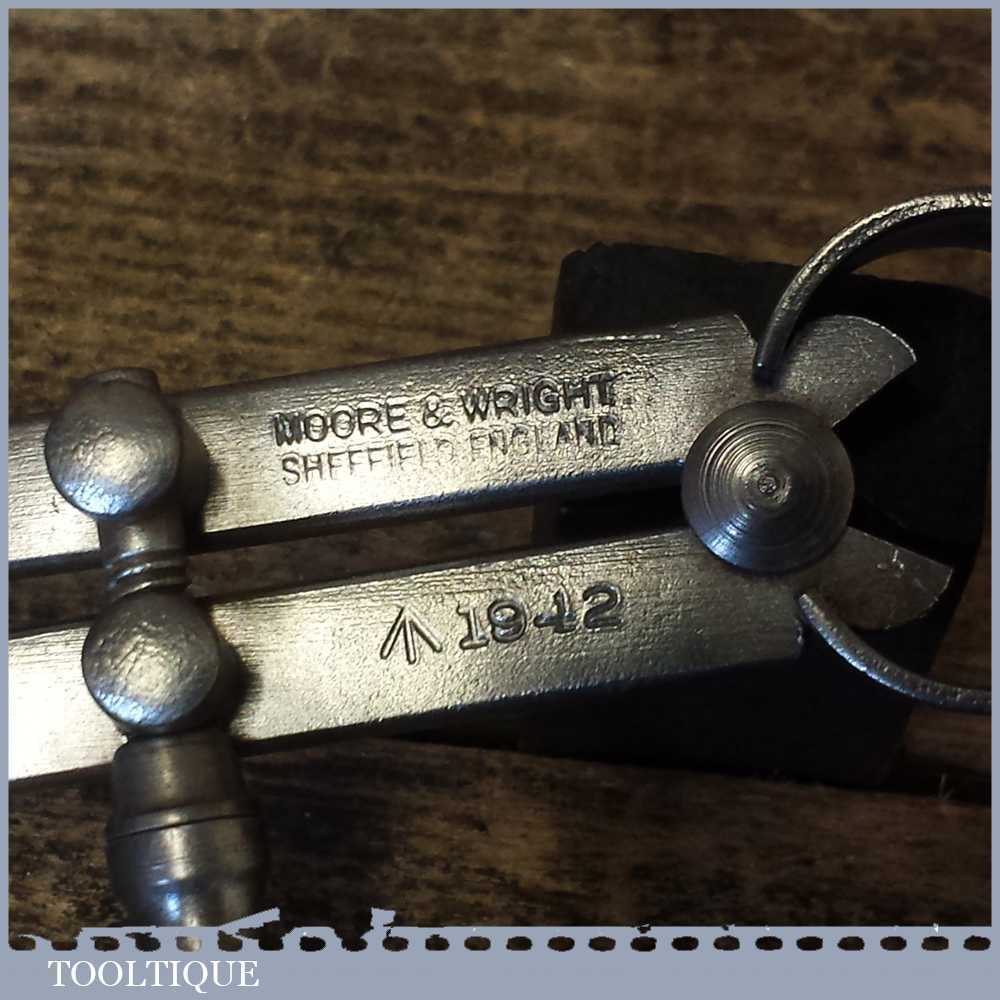 MOORE & WRIGHT
SHEFFIELD ENGLAND
1942
TOOLTIQUE